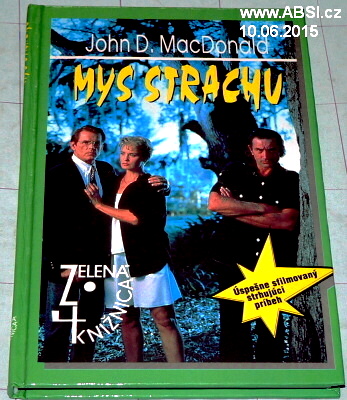 www.ABSI.cz
10.06.2015
John D. MacDonald
MYS STRACHU
ZELENÁ
KNIŽNICA
Úspešne sfilmovaný
strhujúci
príbeh